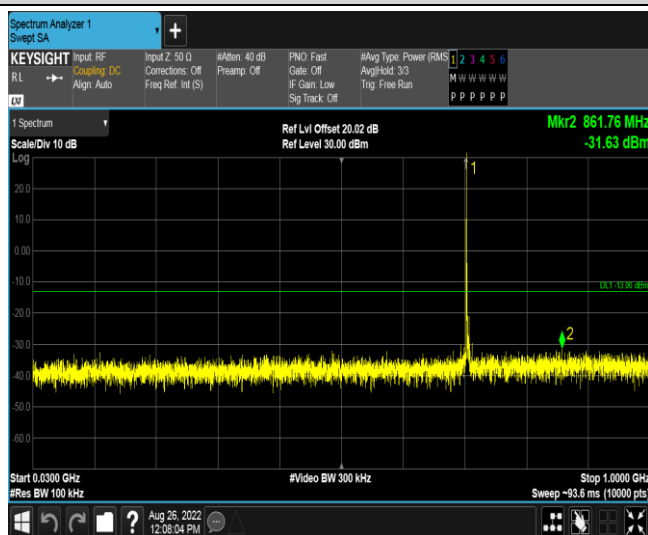 Spectrum Analyzer 1
Swept SA
+
KEYSIGHT
RL
LXI
Input: RF
Coupling: DC
Align: Auto
Input Z: 50 Ω
Corrections: Off
Freq Ref: Int (S)
#Atten: 40 dB
Preamp: Off
PNO: Fast
Gate: Off
IF Gain: Low
Sig Track: Off
#Avg Type: Power (RMS
Avg|Hold: 3/3
Trig: Free Run
1 2 3 4 5 6
M W W W W W
P P P P P P
1 Spectrum
Scale/Div 10 dB
Ref Lvl Offset 20.02 dB
Ref Level 30.00 dBm
Mkr2 861.76 MHz
-31.63 dBm
Log
1
20.0
10.0
0.00
-10.0
DL1 -13.00 dBm
-20.0
2
-30.0
-40.0
-50.0
-60.0
Start 0.0300 GHz
#Video BW 300 kHz
Stop 1.0000 GHz
#Res BW 100 kHz
Sweep ~93.6 ms (10000 pts)
?
Aug 26, 2022
12:08:04 PM